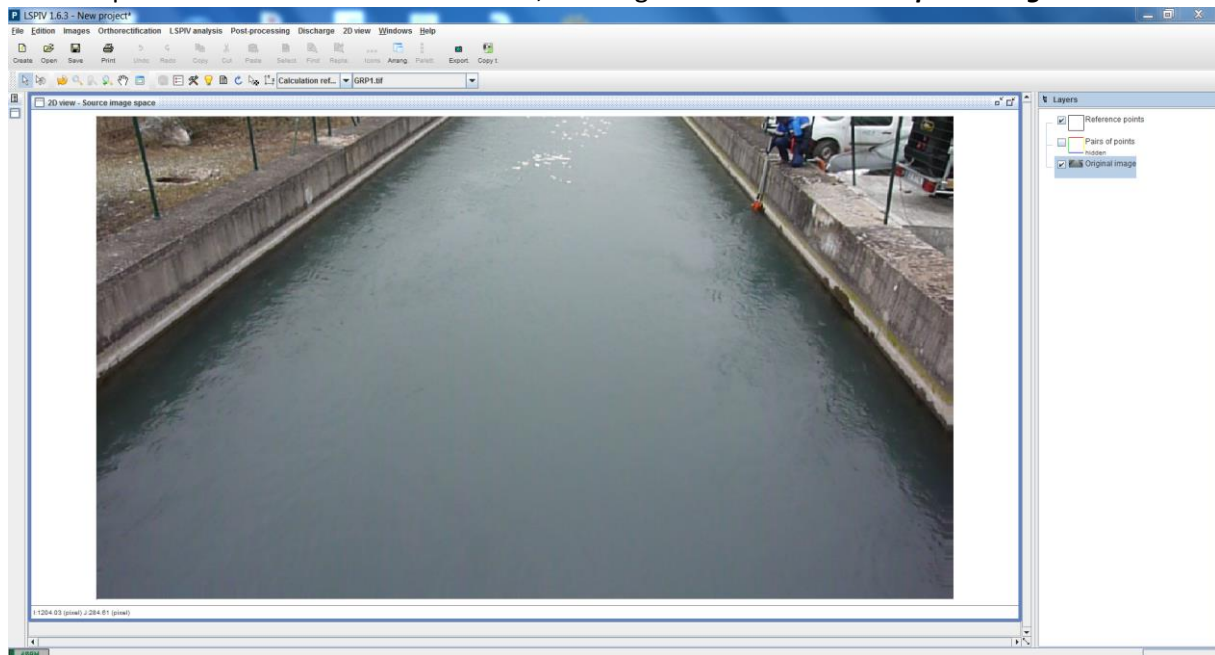 LSPIV 1.6.3 - New project*
File Edition Images Orthorectification LSPIV analysis Post-processing Discharge 2D view Windows Help
Create Open Save Print Undo Redo Copy Cut Paste Select Find Repla. Icons Arrang. Palett. Export. Copy t.
Calculation ref... GRP1.tif
2D view - Source image space
Layers
Reference points
Pairs of points
hidden
Original image
I:1204.03 (pixel) J:284.61 (pixel)